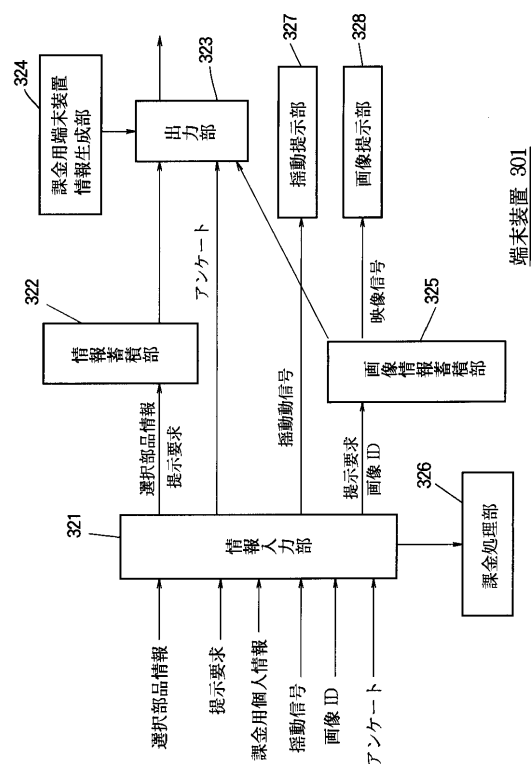 324
課金用端末装置
情報生成部
323
出力部
322
情報蓄積部
選択部品情報
提示要求
アンケート
327
揺動提示部
328
画像提示部
揺動動信号
映像信号
325
画像情報蓄積部
提示要求
画像 ID
321
情報入力部
326
課金処理部
選択部品情報
提示要求
課金用個人情報
揺動信号
画像 ID
アンケート
端末装置 301